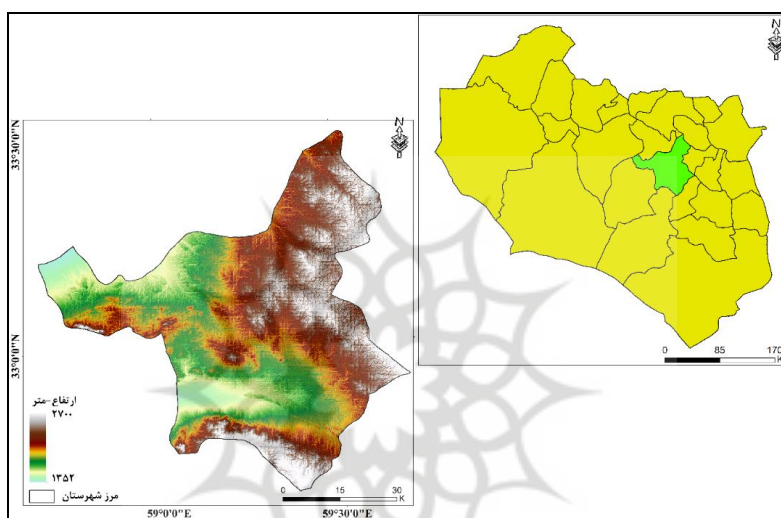 N
33°30'0"N
33°0'0"N
ارتفاع-متر
۲۷۰۰
۱۳۵۲
مرز شهرستان
0 15 30
K
59°0'0"E
59°30'0"E
N
0 85 170
K